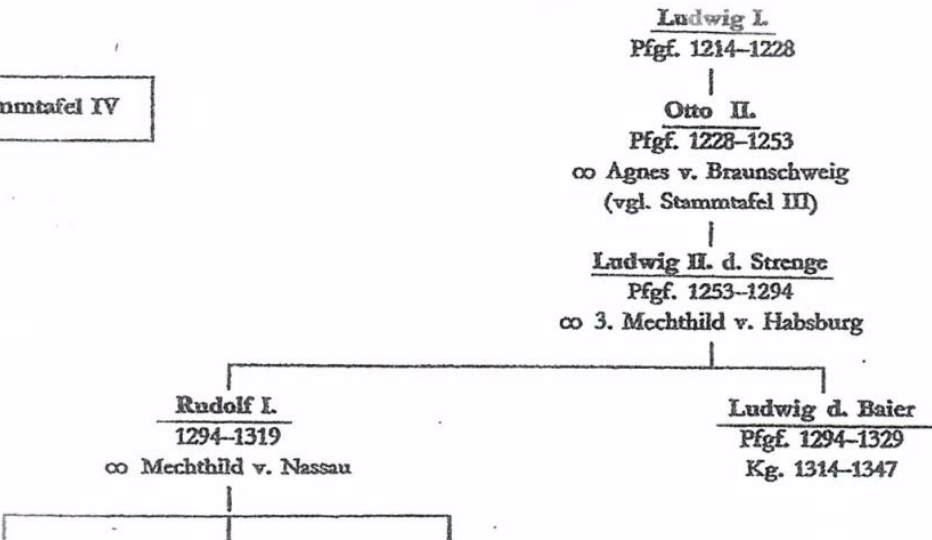 Ludwig I.
Pfgf. 1214–1228
mmtafel IV
Otto II.
Pfgf. 1228–1253
∞ Agnes v. Braunschweig
(vgl. Stammtafel III)
Ludwig II. d. Strenge
Pfgf. 1253–1294
∞ 3. Mechthild v. Habsburg
Rudolf I.
1294–1319
∞ Mechthild v. Nassau
Ludwig d. Baier
Pfgf. 1294–1329
Kg. 1314–1347